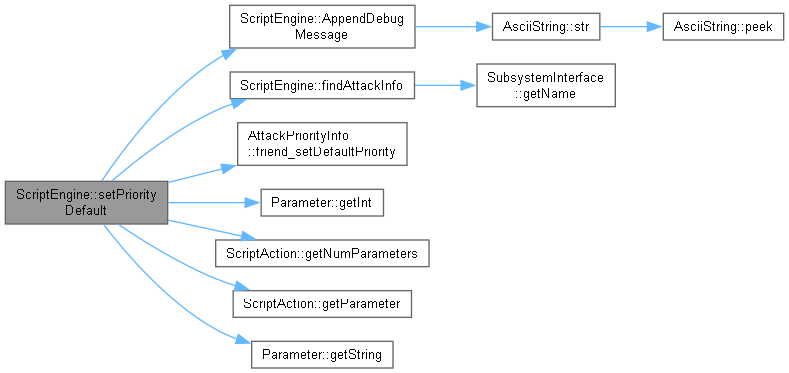 ScriptEngine::setPriority
Default
ScriptEngine::AppendDebug
Message
AsciiString::str
AsciiString::peek
ScriptEngine::findAttackInfo
SubsystemInterface
::getName
AttackPriorityInfo
::friend_setDefaultPriority
Parameter::getInt
ScriptAction::getNumParameters
ScriptAction::getParameter
Parameter::getString